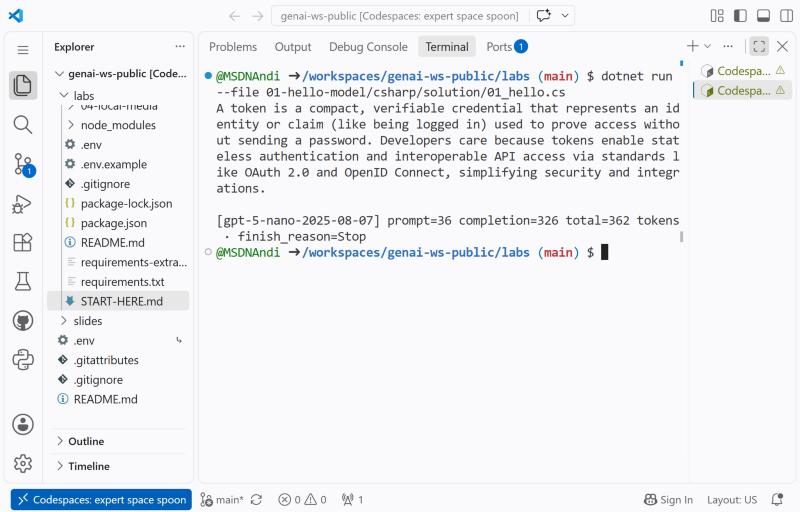 genai-ws-public [Codespaces: expert space spoon]
Explorer
genai-ws-public [Code...
labs
04-local-media
node_modules
.env
.env.example
.gitignore
package-lock.json
package.json
README.md
requirements-extra...
requirements.txt
START-HERE.md
slides
.env
.gitattributes
.gitignore
README.md
Outline
Timeline
Problems Output Debug Console Terminal Ports 1
@MSDNAndi ➜/workspaces/genai-ws-public/labs (main) $ dotnet run
--file 01-hello-model/csharp/solution/01_hello.cs
A token is a compact, verifiable credential that represents an id
entity or claim (like being logged in) used to prove access witho
ut sending a password. Developers care because tokens enable stat
eless authentication and interoperable API access via standards l
ike OAuth 2.0 and OpenID Connect, simplifying security and integr
ations.
[gpt-5-nano-2025-08-07] prompt=36 completion=326 total=362 tokens
· finish_reason=Stop
@MSDNAndi ➜/workspaces/genai-ws-public/labs (main) $
Codespa...
Codespa...
1
Codespaces: expert space spoon main* 0 0 1 Sign In Layout: US